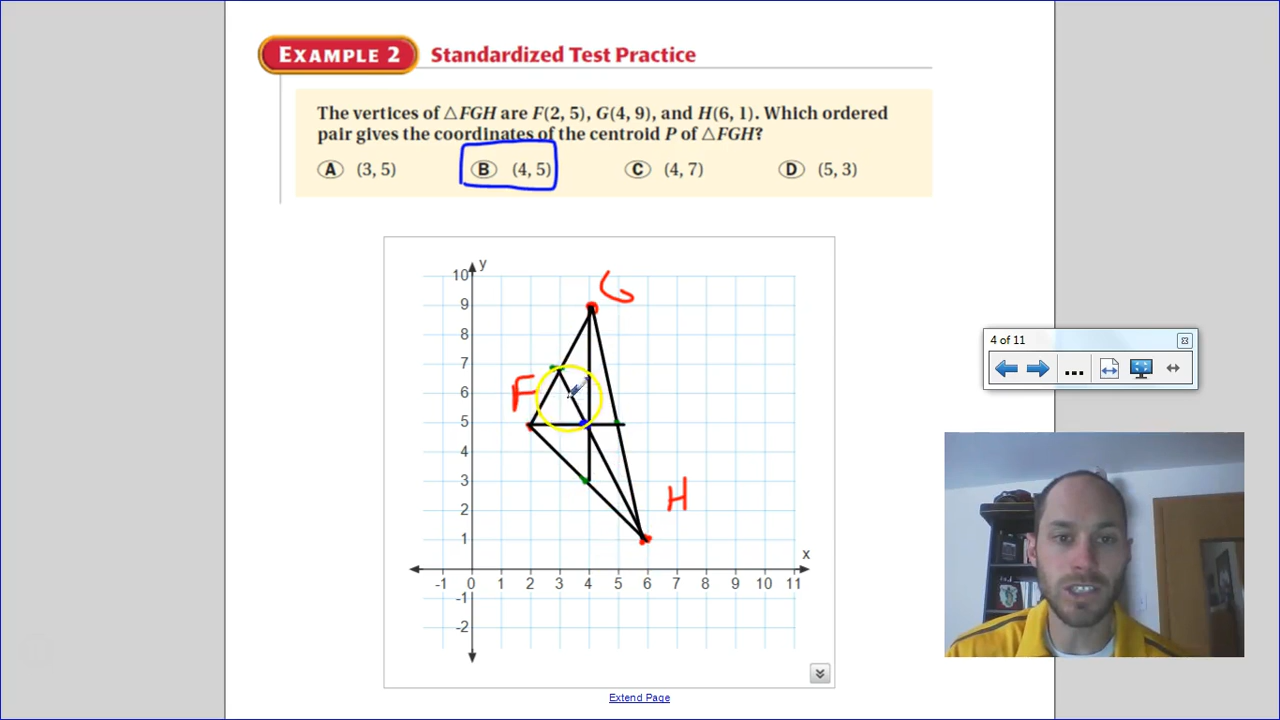 EXAMPLE 2 Standardized Test Practice
The vertices of △FGH are F(2, 5), G(4, 9), and H(6, 1). Which ordered
pair gives the coordinates of the centroid P of △FGH?
A (3, 5) B (4, 5) C (4, 7) D (5, 3)
y
10
G
9
8
7
F
6
5
4
3
H
2
1
x
-1 0 1 2 3 4 5 6 7 8 9 10 11
-1
-2
4 of 11
...
Extend Page